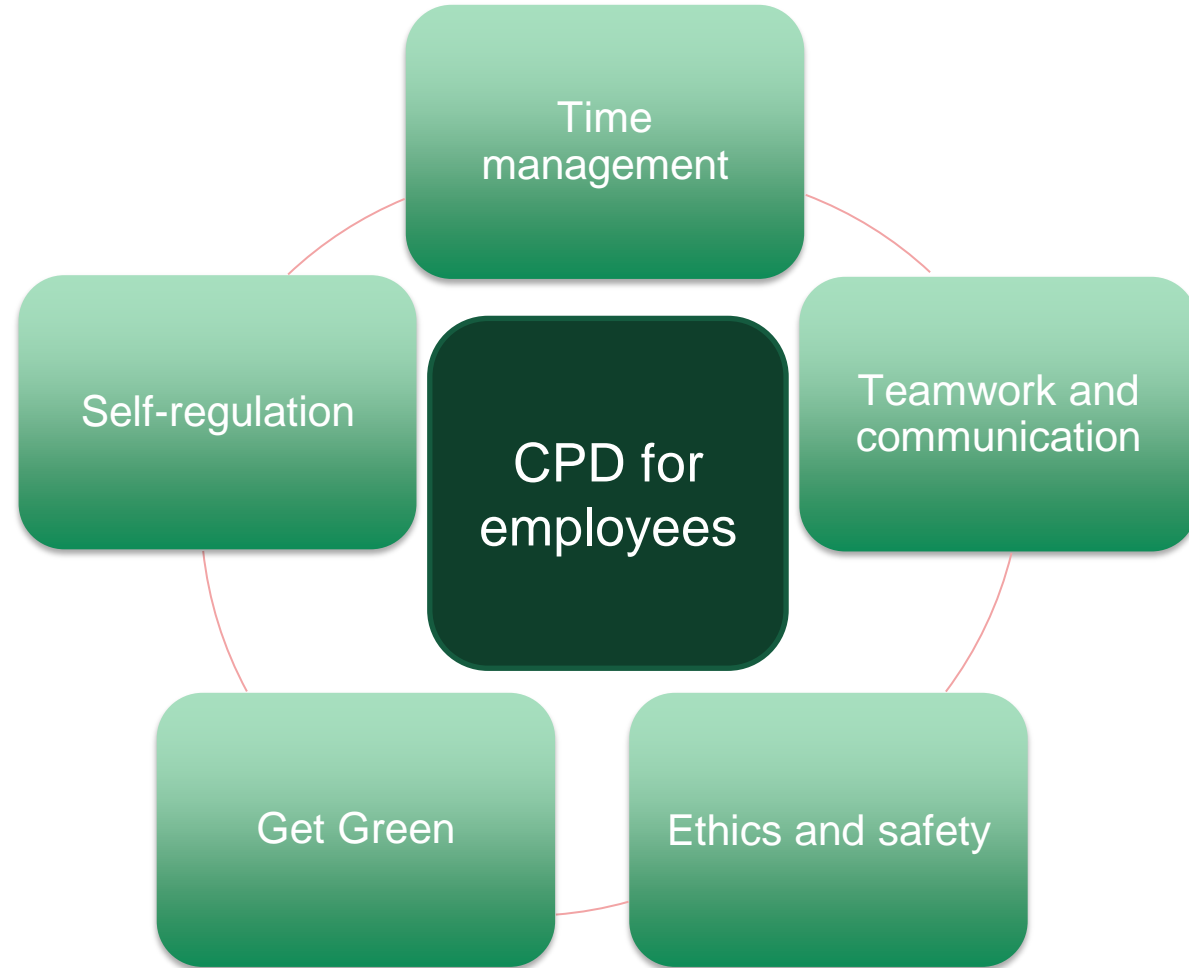 Time
management
Teamwork and
communication
Ethics and safety
Get Green
Self-regulation
CPD for
employees